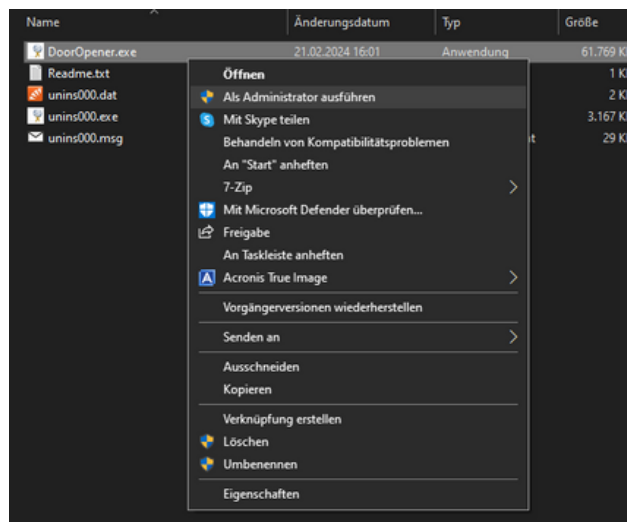 Name Änderungsdatum Typ Größe
DoorOpener.exe 21.02.2024 16:01 Anwendung 61.769 K
Readme.txt 1 K
unins000.dat 2 K
unins000.exe 3.167 K
unins000.msg t 29 K
Öffnen
Als Administrator ausführen
Mit Skype teilen
Behandeln von Kompatibilitätsproblemen
An "Start" anheften
7-Zip
Mit Microsoft Defender überprüfen...
Freigabe
An Taskleiste anheften
Acronis True Image
Vorgängerversionen wiederherstellen
Senden an
Ausschneiden
Kopieren
Verknüpfung erstellen
Löschen
Umbenennen
Eigenschaften